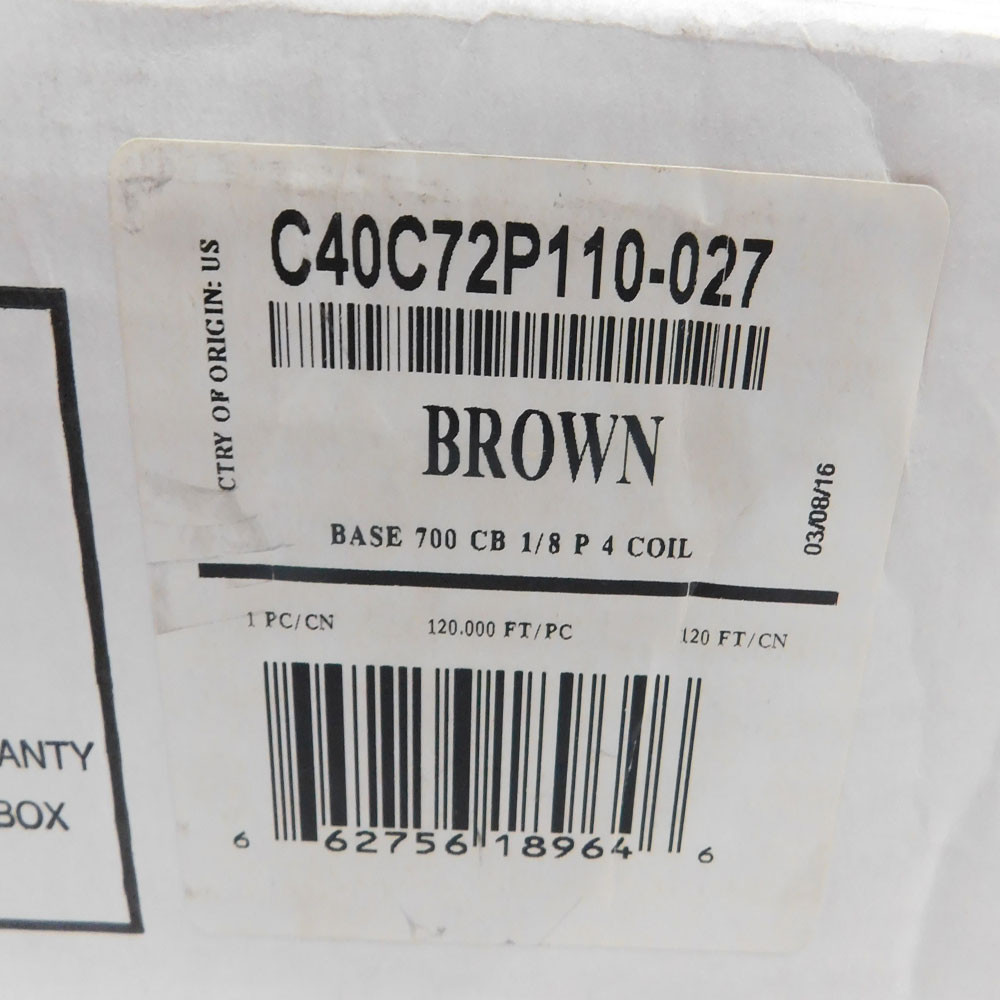 C40C72P110-027
CTRY OF ORIGIN: US
BROWN
03/08/16
BASE 700 CB 1/8 P 4 COIL
1 PC/CN 120.000 FT/PC 120 FT/CN
6 62756 18964 6
ANTY
BOX